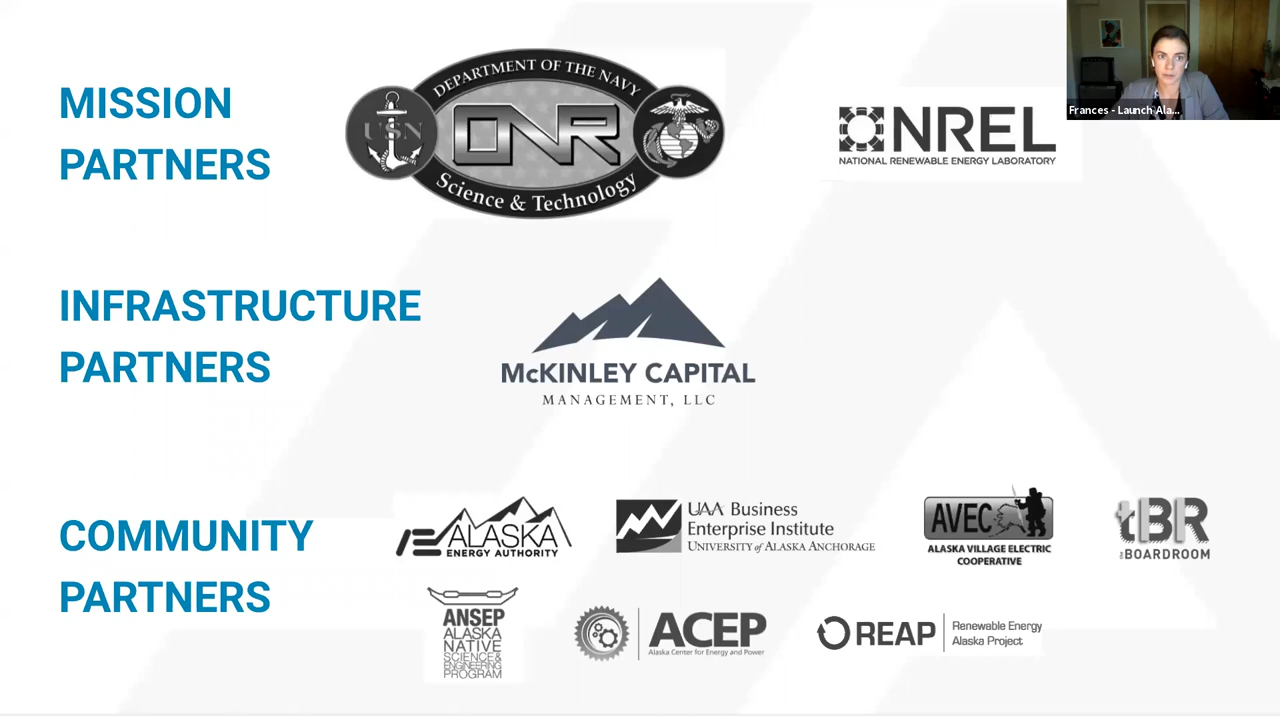 MISSION
PARTNERS
DEPARTMENT OF THE NAVY
USN
ONR
Science & Technology
NREL
NATIONAL RENEWABLE ENERGY LABORATORY
Frances - Launch Ala...
INFRASTRUCTURE
PARTNERS
McKINLEY CAPITAL
MANAGEMENT, LLC
COMMUNITY
PARTNERS
ALASKA
ENERGY AUTHORITY
UAA Business
Enterprise Institute
UNIVERSITY of ALASKA ANCHORAGE
AVEC
ALASKA VILLAGE ELECTRIC
COOPERATIVE
tBR
the BOARDROOM
ANSEP
ALASKA
NATIVE
SCIENCE &
ENGINEERING
PROGRAM
ACEP
Alaska Center for Energy and Power
REAP
Renewable Energy
Alaska Project